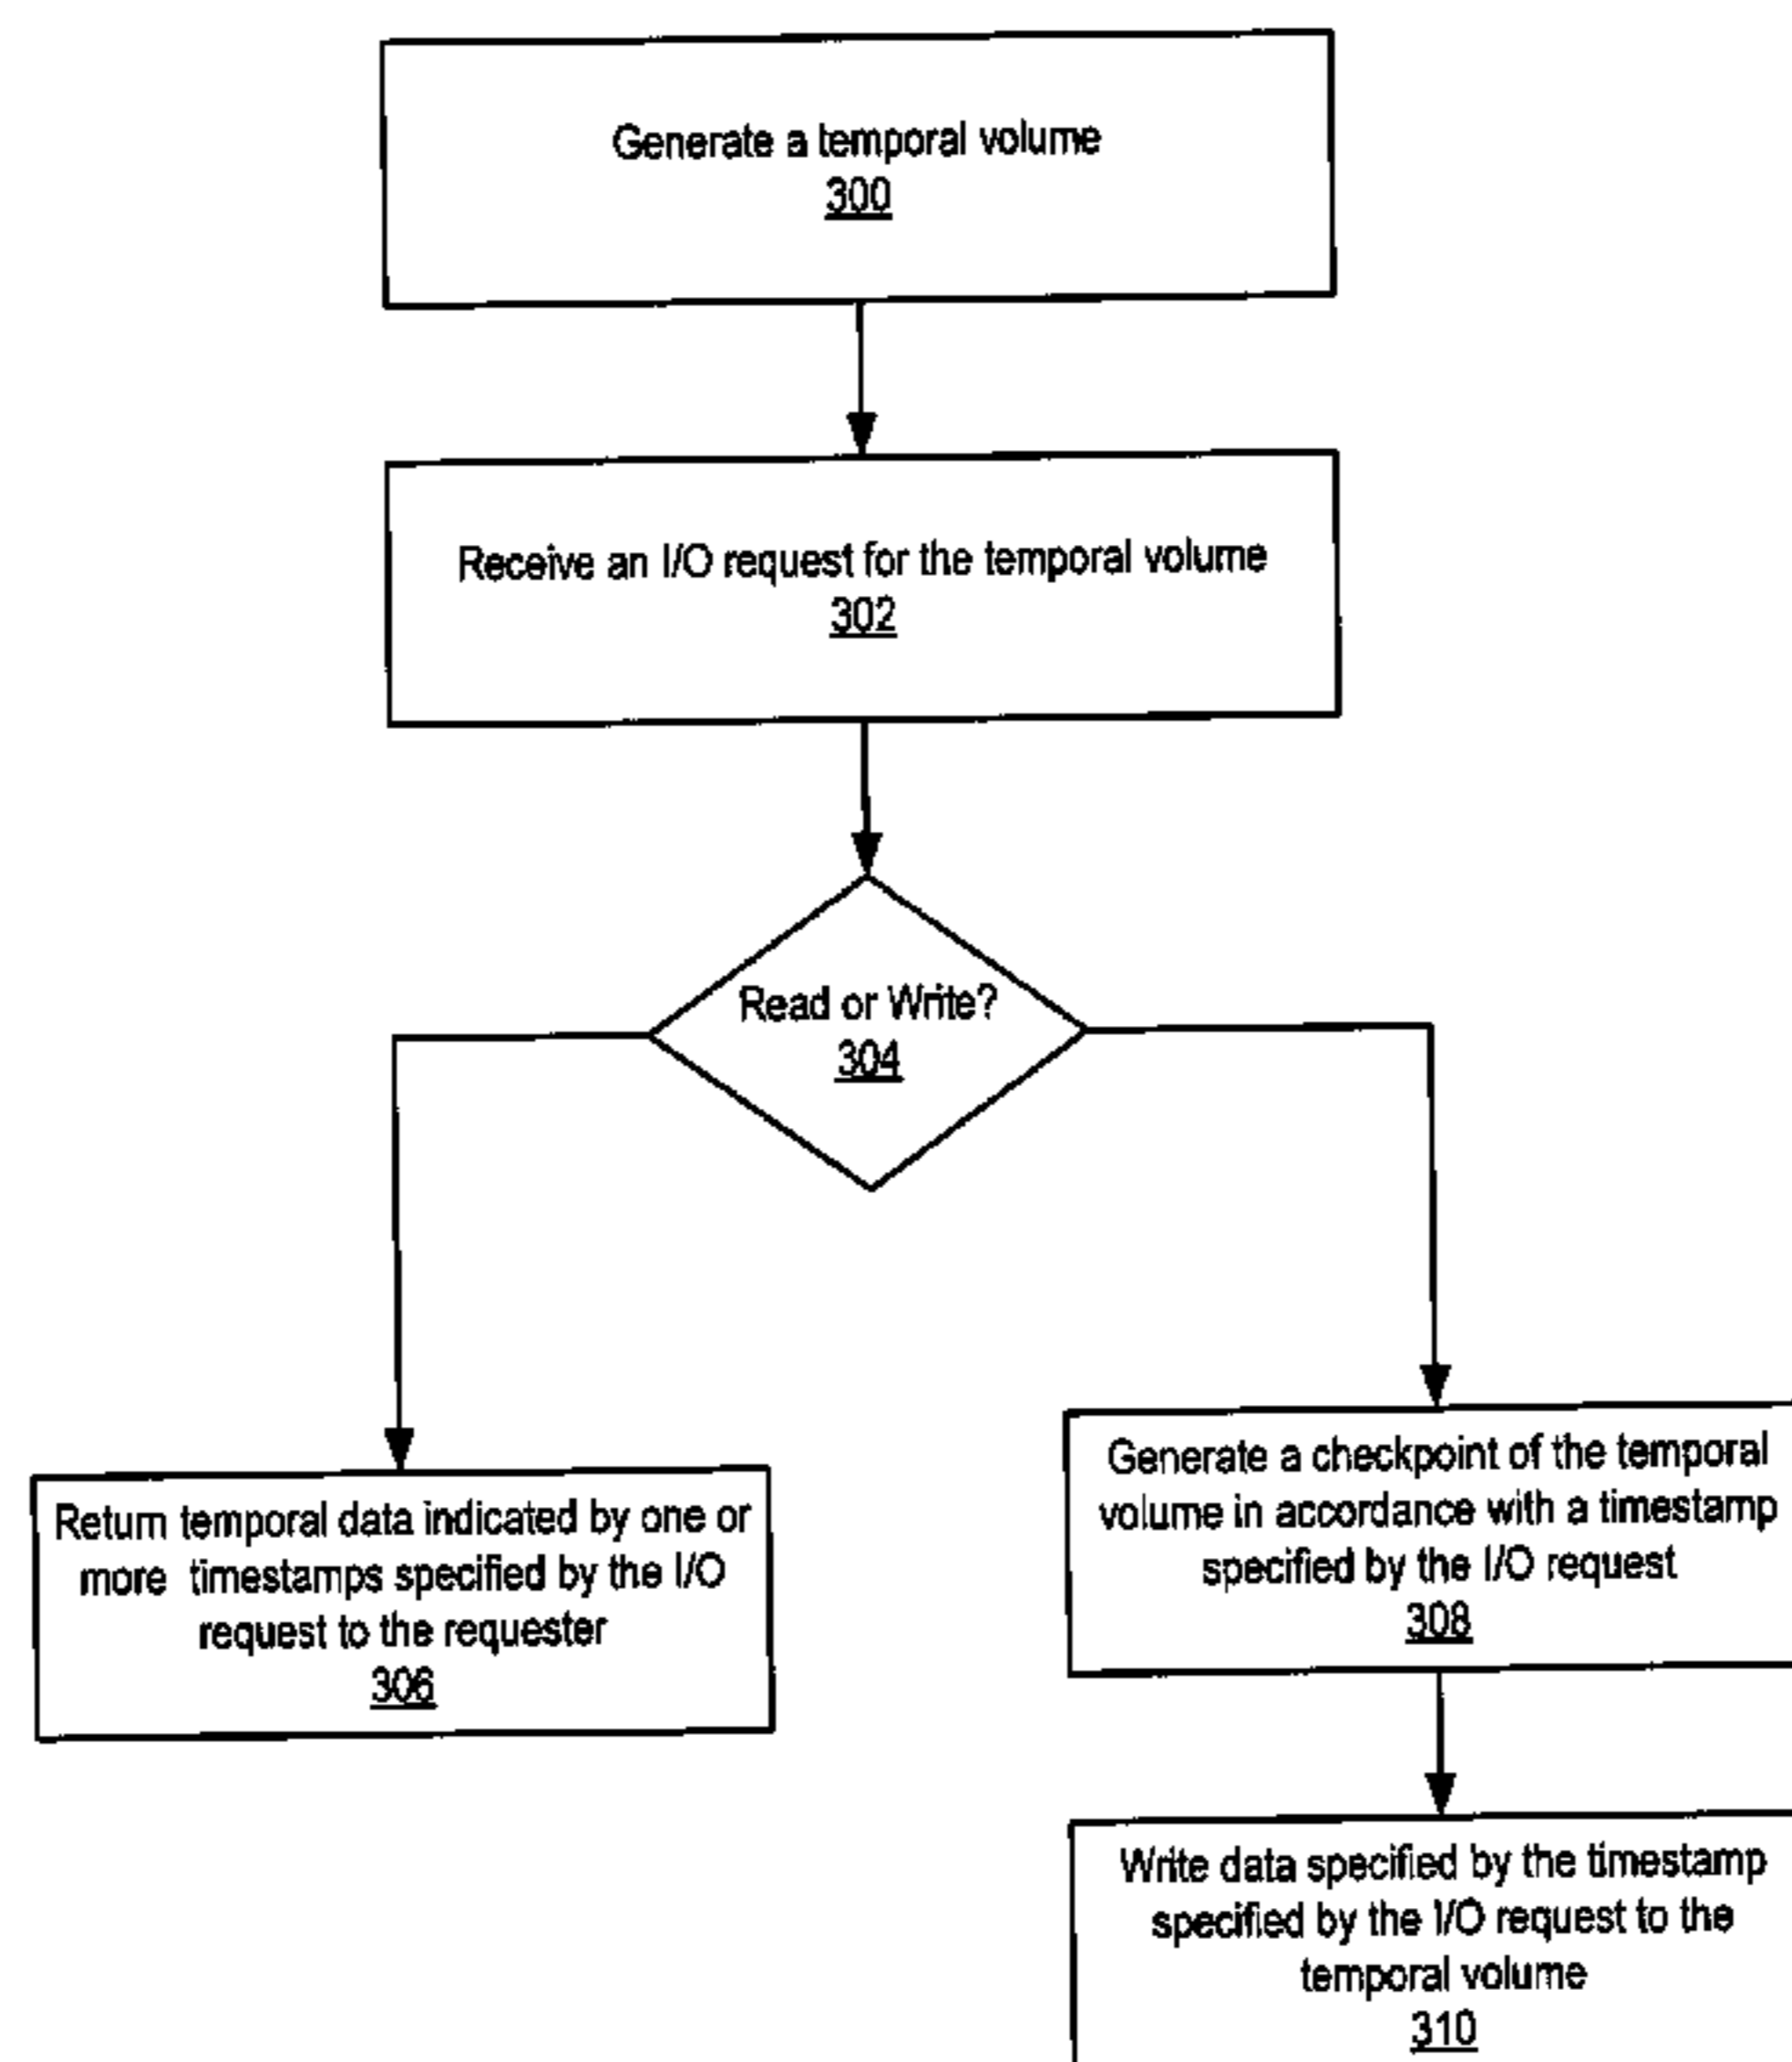 Generate a temporal volume
300
Receive an I/O request for the temporal volume
302
Read or Write?
304
Return temporal data indicated by one or
more timestamps specified by the I/O
request to the requester
306
Generate a checkpoint of the temporal
volume in accordance with a timestamp
specified by the I/O request
308
Write data specified by the timestamp
specified by the I/O request to the
temporal volume
310